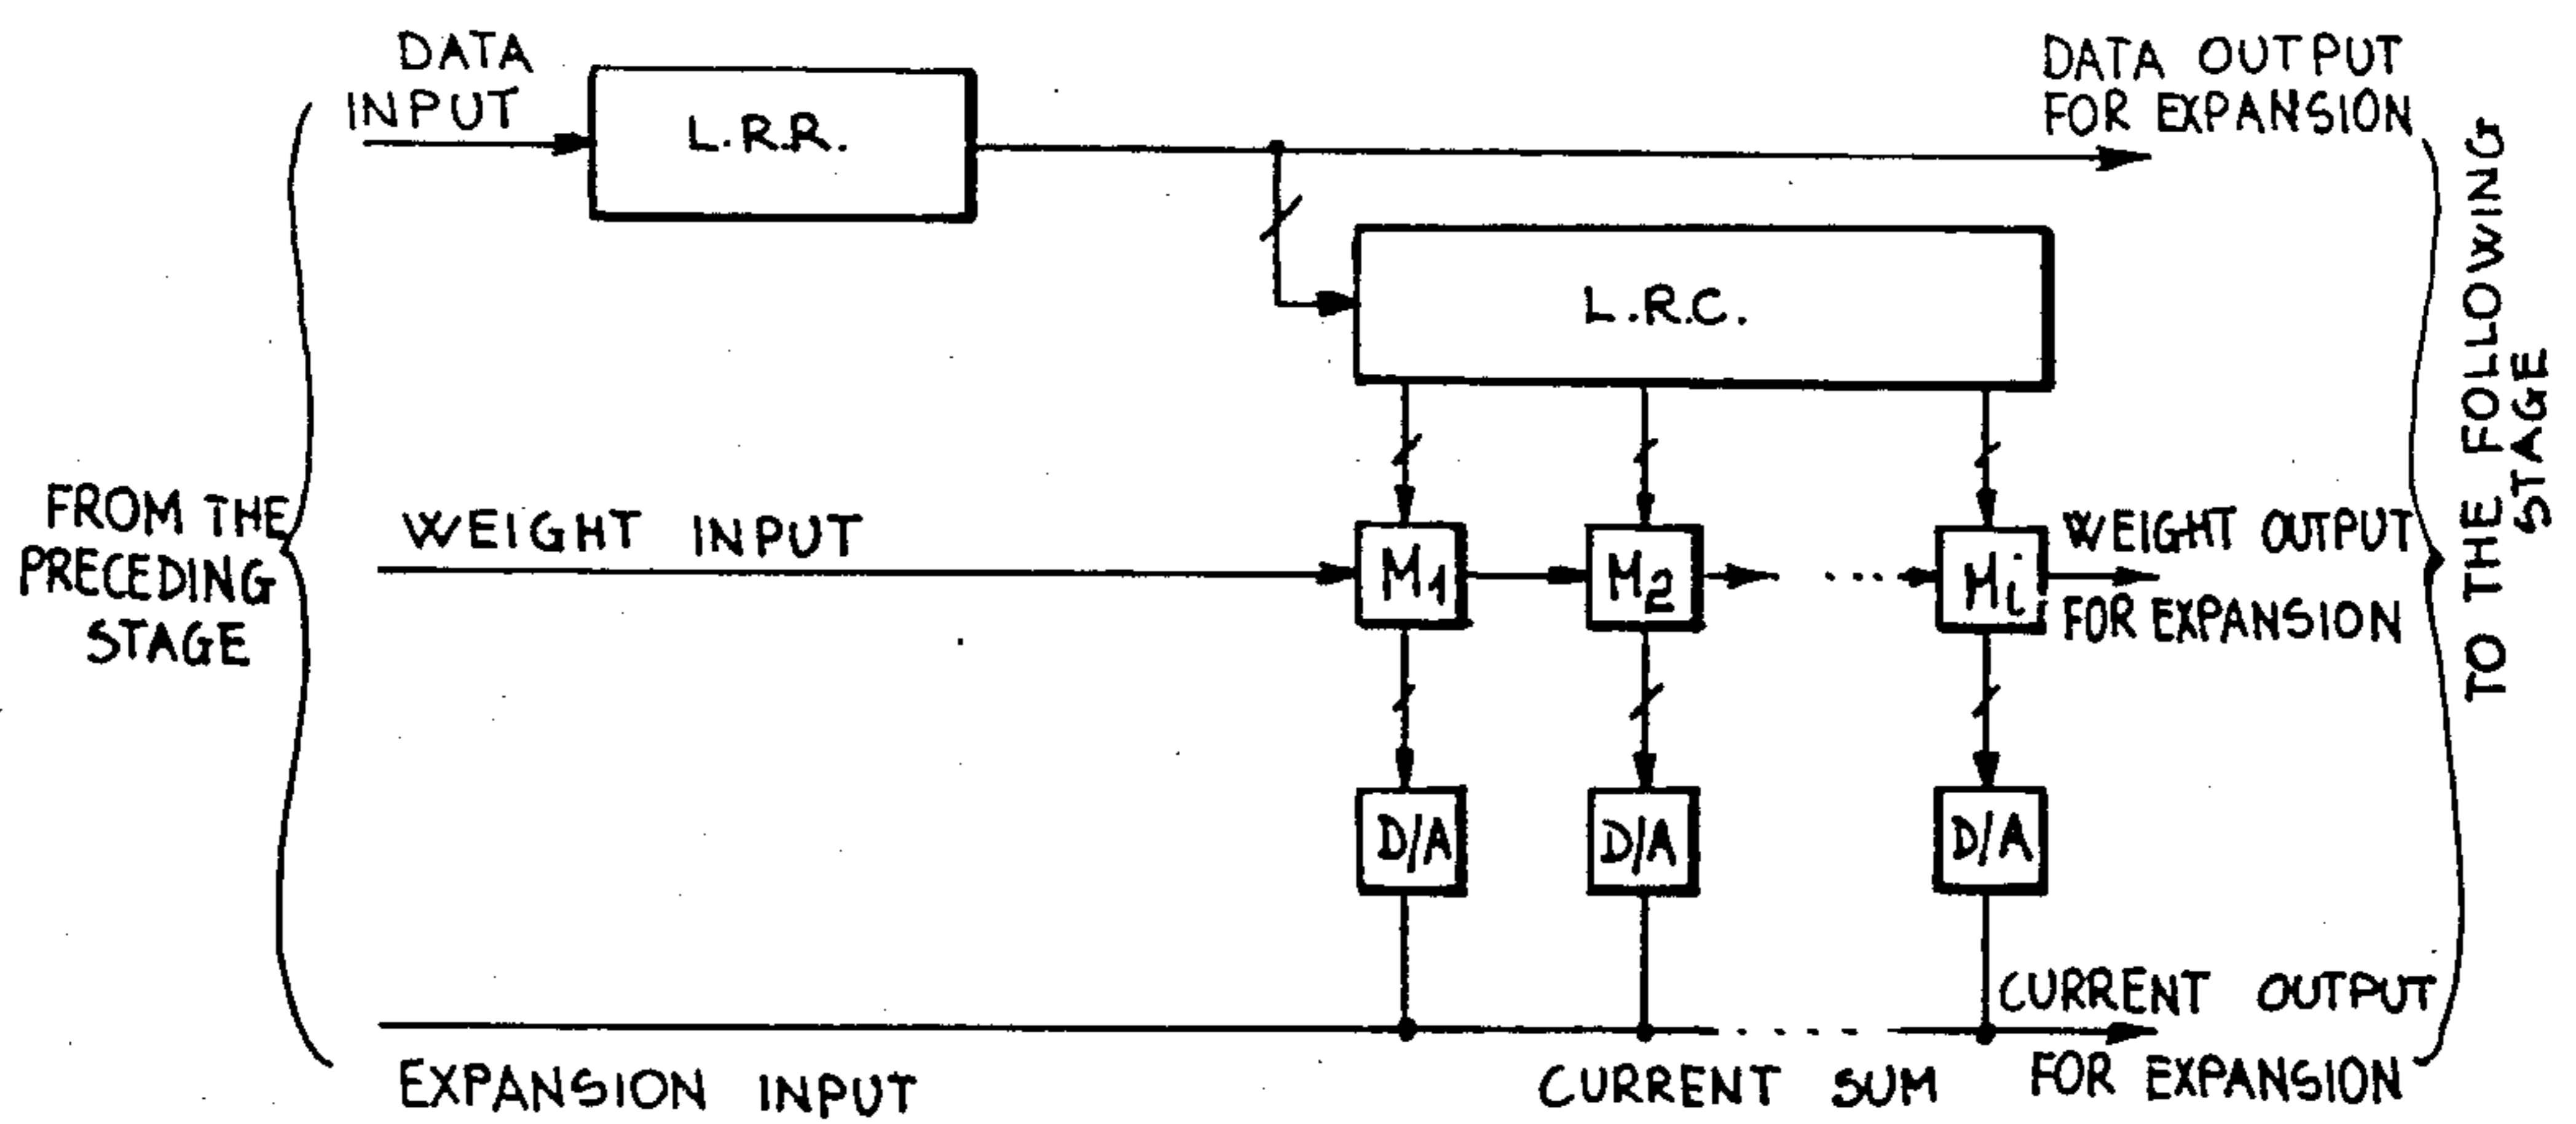 DATA
INPUT
L.R.R.
DATA OUTPUT
FOR EXPANSION
L.R.C.
FROM THE
PRECEDING
STAGE
WEIGHT INPUT
M1
M2
...
Mi
WEIGHT OUTPUT
FOR EXPANSION
TO THE FOLLOWING
STAGE
D/A
D/A
D/A
EXPANSION INPUT
CURRENT SUM
CURRENT OUTPUT
FOR EXPANSION